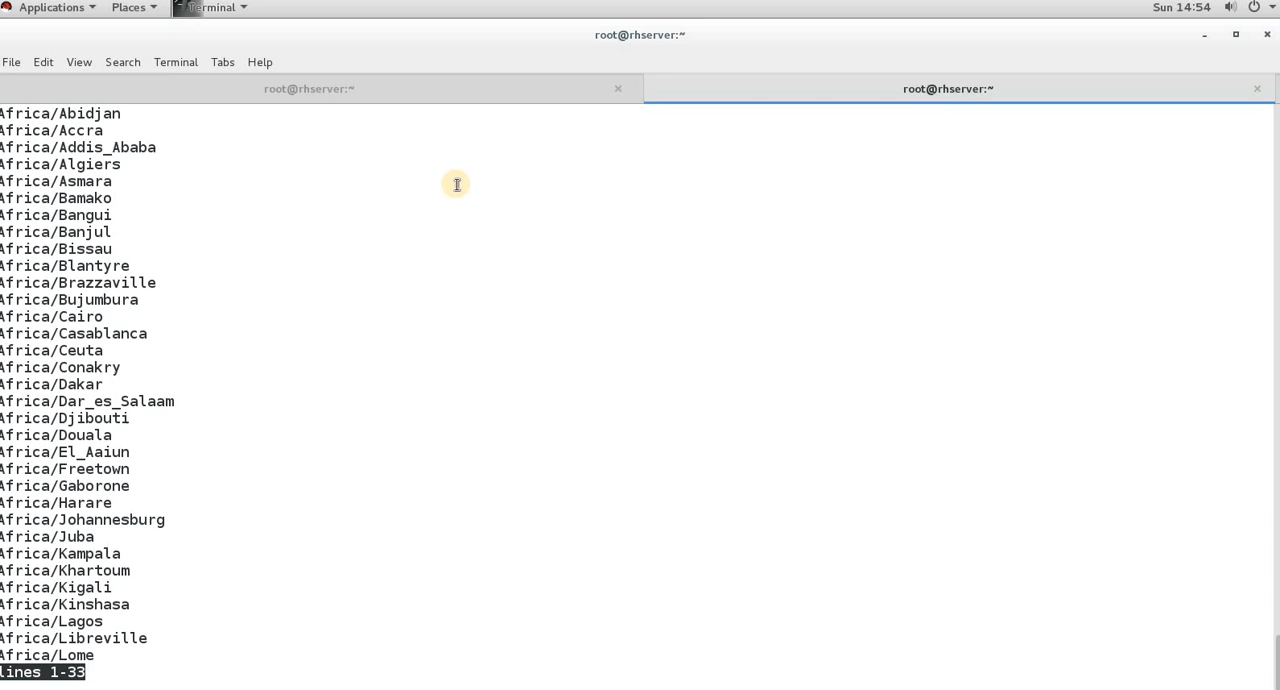 Applications Places Terminal Sun 14:54
root@rhserver:~
File Edit View Search Terminal Tabs Help
root@rhserver:~ × root@rhserver:~ ×
Africa/Abidjan
Africa/Accra
Africa/Addis_Ababa
Africa/Algiers
Africa/Asmara
Africa/Bamako
Africa/Bangui
Africa/Banjul
Africa/Bissau
Africa/Blantyre
Africa/Brazzaville
Africa/Bujumbura
Africa/Cairo
Africa/Casablanca
Africa/Ceuta
Africa/Conakry
Africa/Dakar
Africa/Dar_es_Salaam
Africa/Djibouti
Africa/Douala
Africa/El_Aaiun
Africa/Freetown
Africa/Gaborone
Africa/Harare
Africa/Johannesburg
Africa/Juba
Africa/Kampala
Africa/Khartoum
Africa/Kigali
Africa/Kinshasa
Africa/Lagos
Africa/Libreville
Africa/Lome
lines 1-33